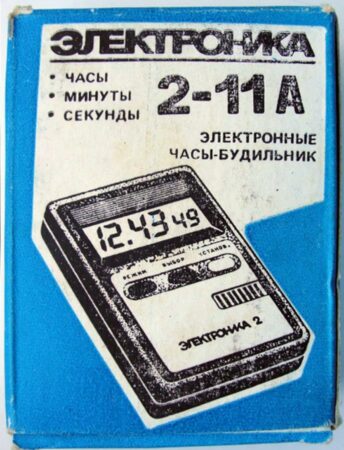 ЭЛЕКТРОНИКА
• ЧАСЫ
• МИНУТЫ
• СЕКУНДЫ
2-11А
ЭЛЕКТРОННЫЕ
ЧАСЫ-БУДИЛЬНИК
12.43 49
РЕЖИМ ВЫБОР УСТАНОВ.
ЭЛЕКТРОНИКА 2